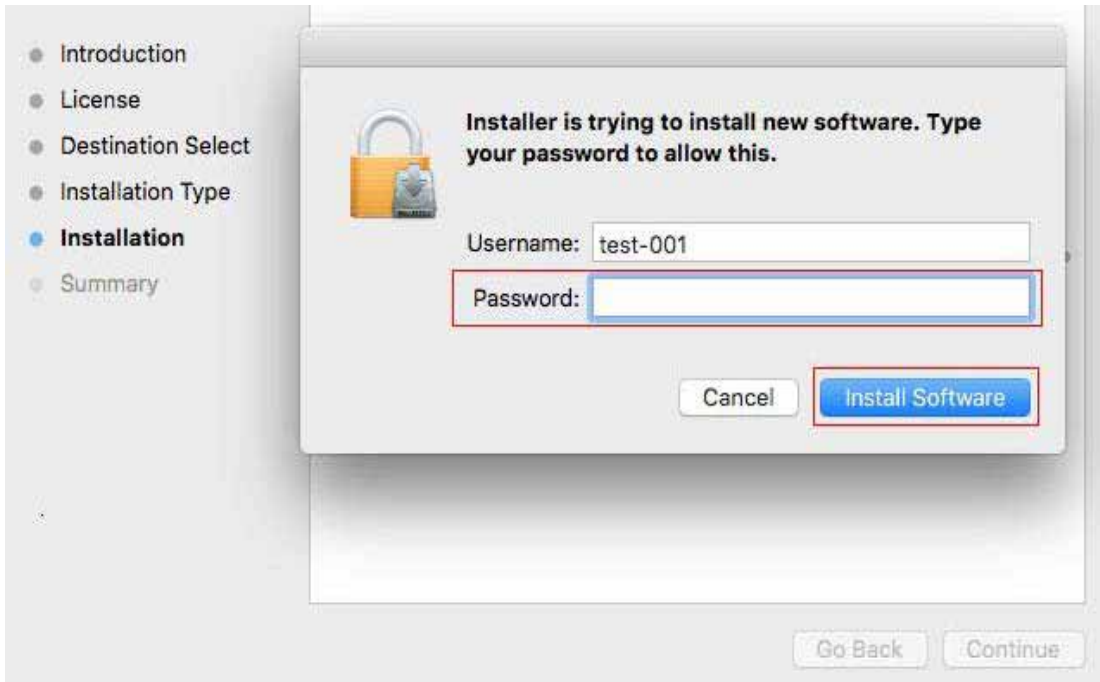 Introduction
License
Destination Select
Installation Type
Installation
Summary
Installer is trying to install new software. Type
your password to allow this.
Username: test-001
Password:
Cancel Install Software
Go Back Continue